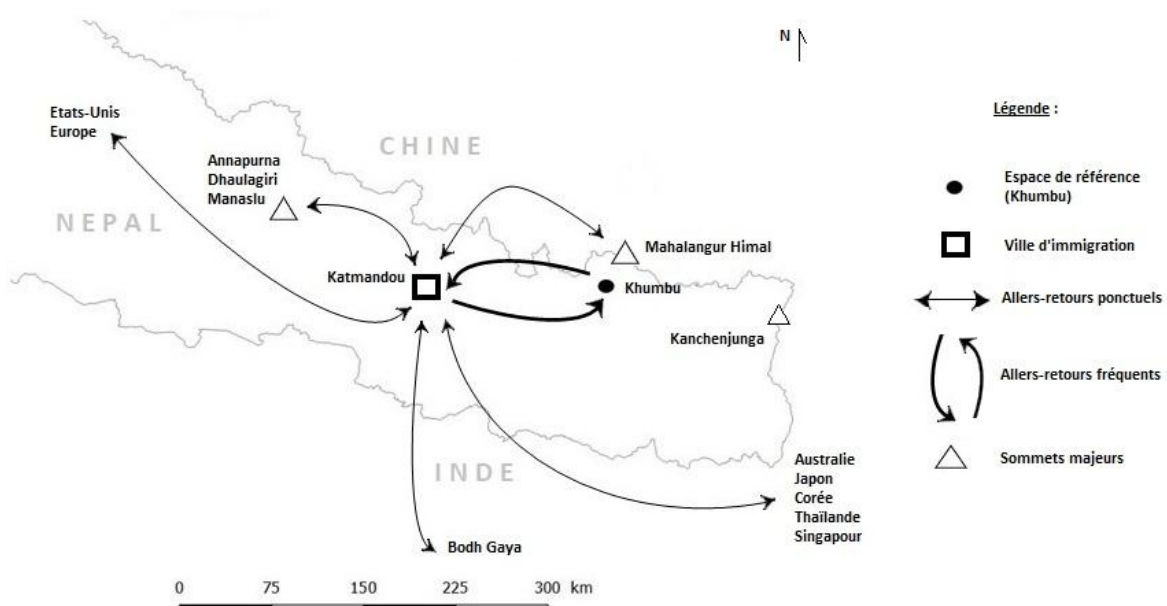 N
Légende :
Etats-Unis
Europe
CHINE
Annapurna
Dhaulagiri
Manaslu
NEPAL
Espace de référence
(Khumbu)
Mahalangur Himal
Ville d'immigration
Katmandou
Khumbu
Allers-retours ponctuels
Kanchenjunga
Allers-retours fréquents
INDE
Australie
Japon
Corée
Thaïlande
Singapour
Sommets majeurs
Bodh Gaya
0 75 150 225 300 km